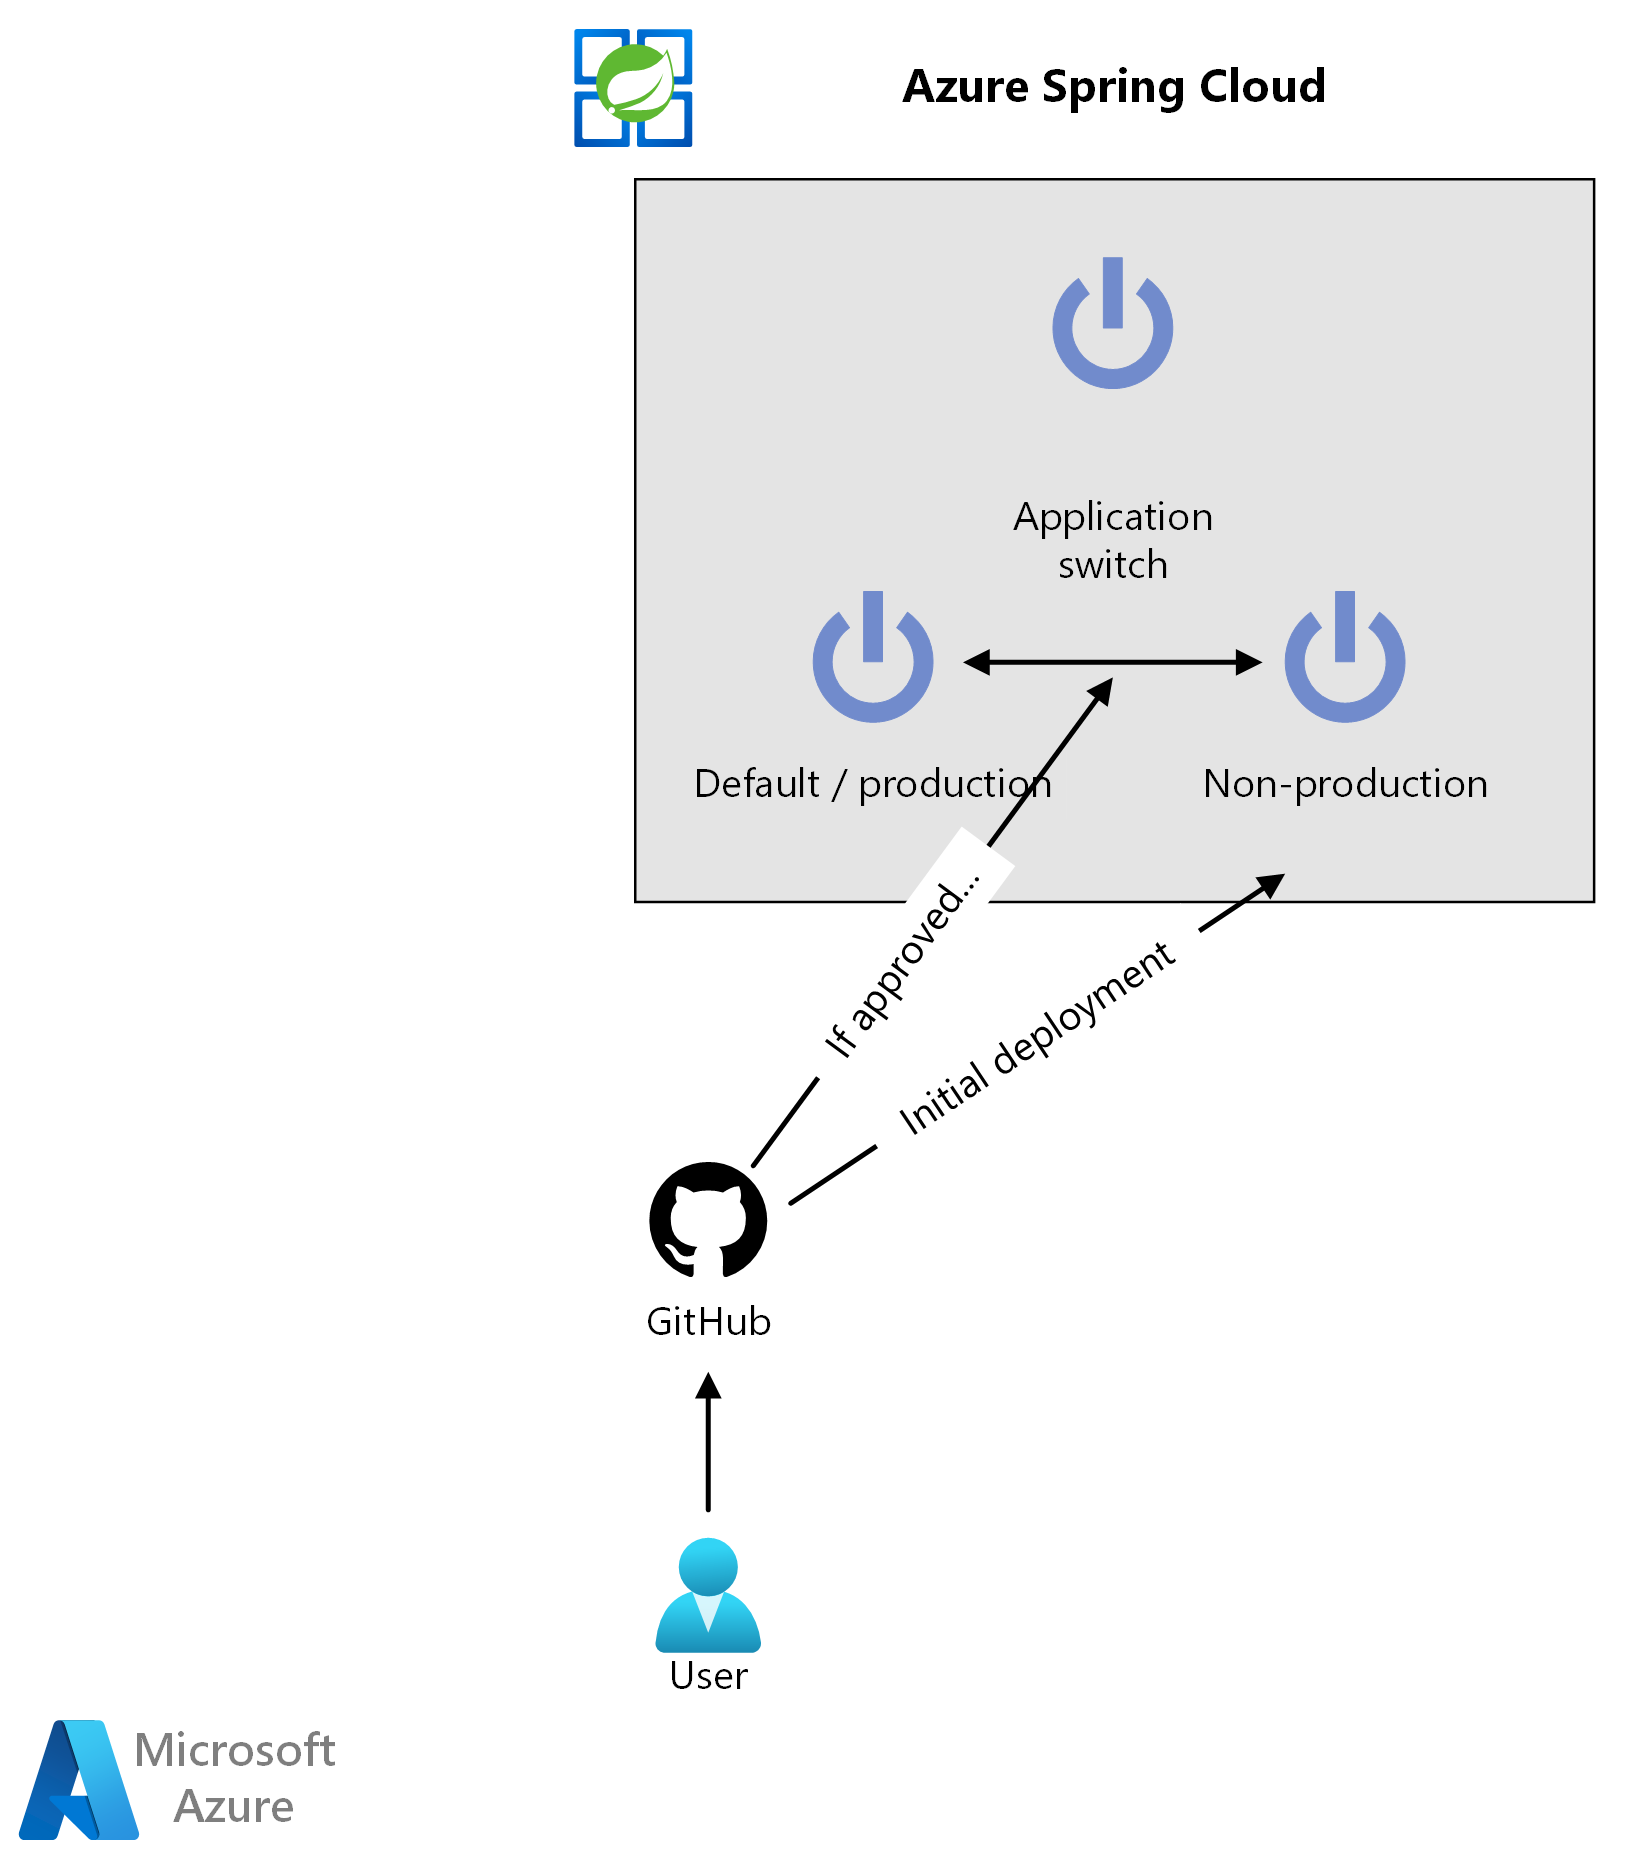 Azure Spring Cloud
Application
switch
Default / production
Non-production
If approved...
Initial deployment
GitHub
User
Microsoft
Azure